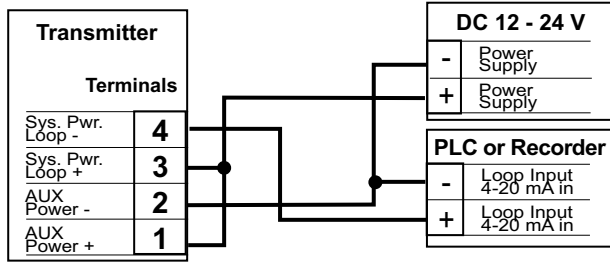 Transmitter
Terminals
Sys. Pwr.
Loop -
4
Sys. Pwr.
Loop +
3
AUX
Power -
2
AUX
Power +
1
DC 12 - 24 V
-
Power
Supply
+
Power
Supply
PLC or Recorder
-
Loop Input
4-20 mA in
+
Loop Input
4-20 mA in